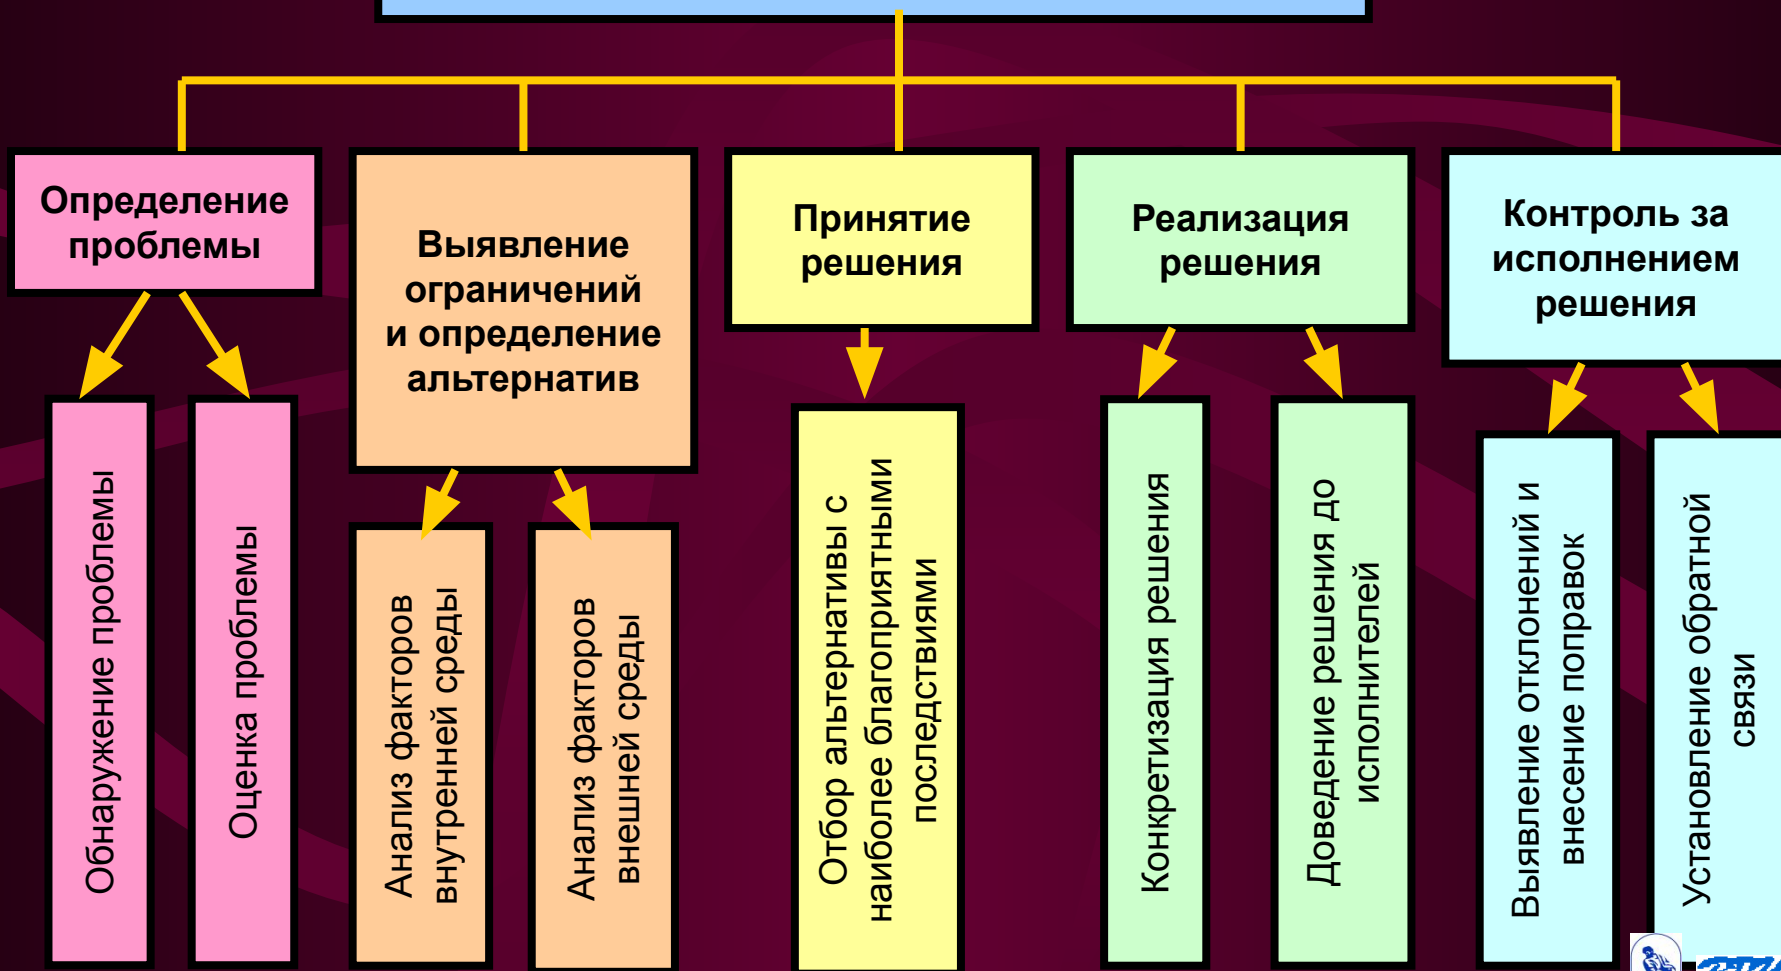 Определение
проблемы
Выявление
ограничений
и определение
альтернатив
Принятие
решения
Реализация
решения
Контроль за
исполнением
решения
Обнаружение проблемы
Оценка проблемы
Анализ факторов
внутренней среды
Анализ факторов
внешней среды
Отбор альтернативы с
наиболее благоприятными
последствиями
Конкретизация решения
Доведение решения до
исполнителей
Выявление отклонений и
внесение поправок
Установление обратной
связи